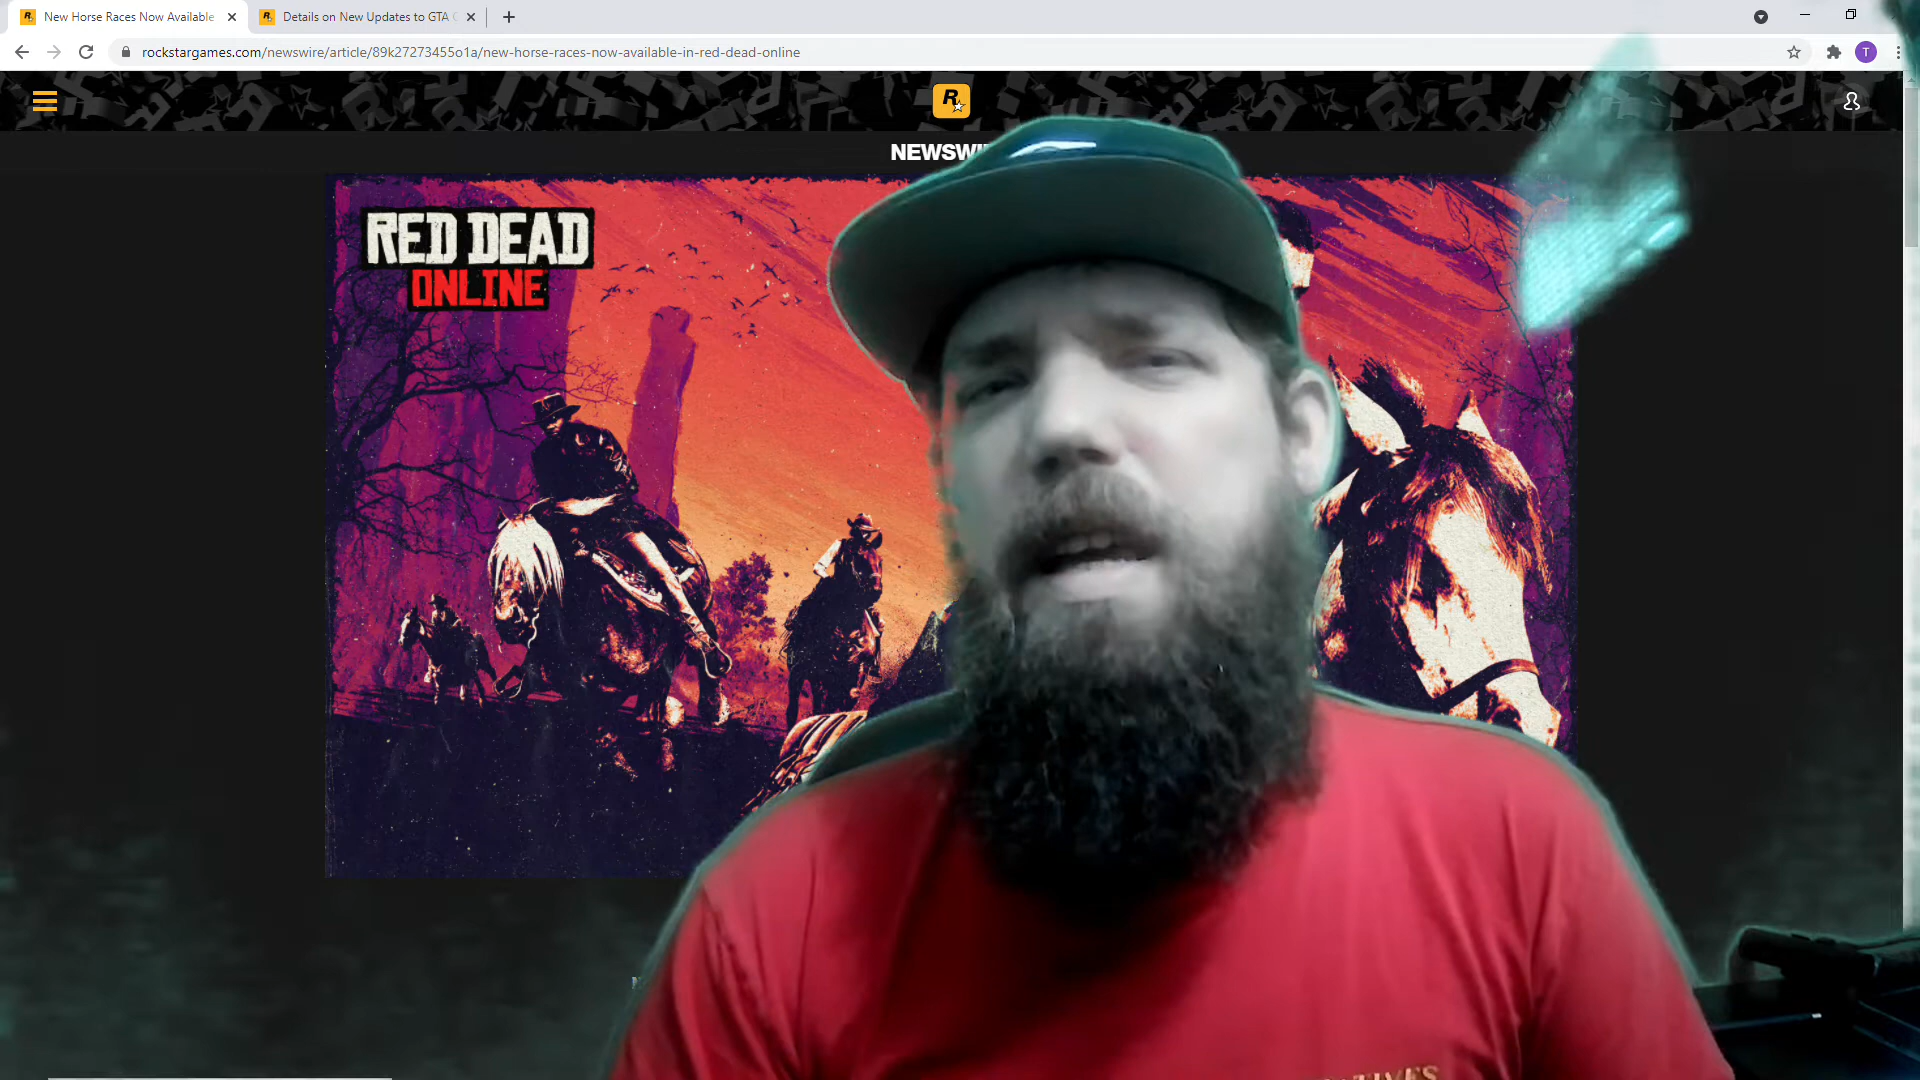 New Horse Races Now Available
Details on New Updates to GTA
rockstargames.com/newswire/article/89k27273455o1a/new-horse-races-now-available-in-red-dead-online
T
R
NEWSWI
RED DEAD
ONLINE